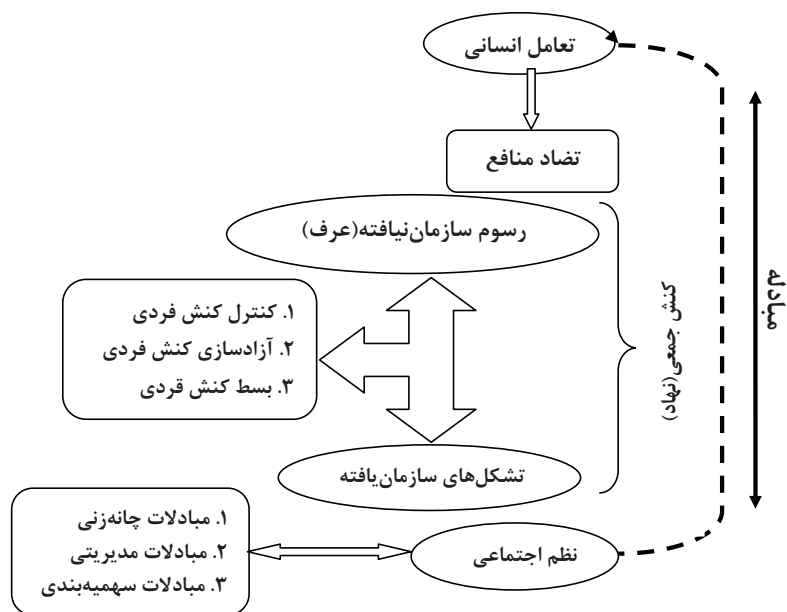 تعامل انسانی
تضاد منافع
رسوم سازمان‌نیافته(عرف)
۱. کنترل کنش فردی
۲. آزادسازی کنش فردی
۳. بسط کنش قردی
کنش جمعی(نهاد)
مبادله
تشکل‌های سازمان‌یافته
۱. مبادلات چانه‌زنی
۲. مبادلات مدیریتی
۳. مبادلات سهمیه‌بندی
نظم اجتماعی